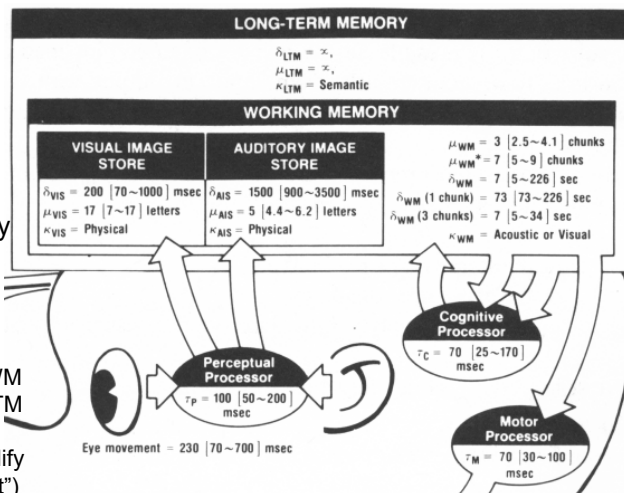 LONG-TERM MEMORY
δLTM = ∝,
μLTM = ∝,
κLTM = Semantic
WORKING MEMORY
VISUAL IMAGE
STORE
δVIS = 200 [70~1000] msec
μVIS = 17 [7~17] letters
κVIS = Physical
AUDITORY IMAGE
STORE
δAIS = 1500 [900~3500] msec
μAIS = 5 [4.4~6.2] letters
κAIS = Physical
μWM = 3 [2.5~4.1] chunks
μWM* = 7 [5~9] chunks
δWM = 7 [5~226] sec
δWM (1 chunk) = 73 [73~226] sec
δWM (3 chunks) = 7 [5~34] sec
κWM = Acoustic or Visual
y
Cognitive
Processor
τC = 70 [25~170]
msec
Perceptual
Processor
τP = 100 [50~200]
msec
WM
TM
Eye movement = 230 [70~700] msec
Motor
Processor
τM = 70 [30~100]
msec
lify
t")